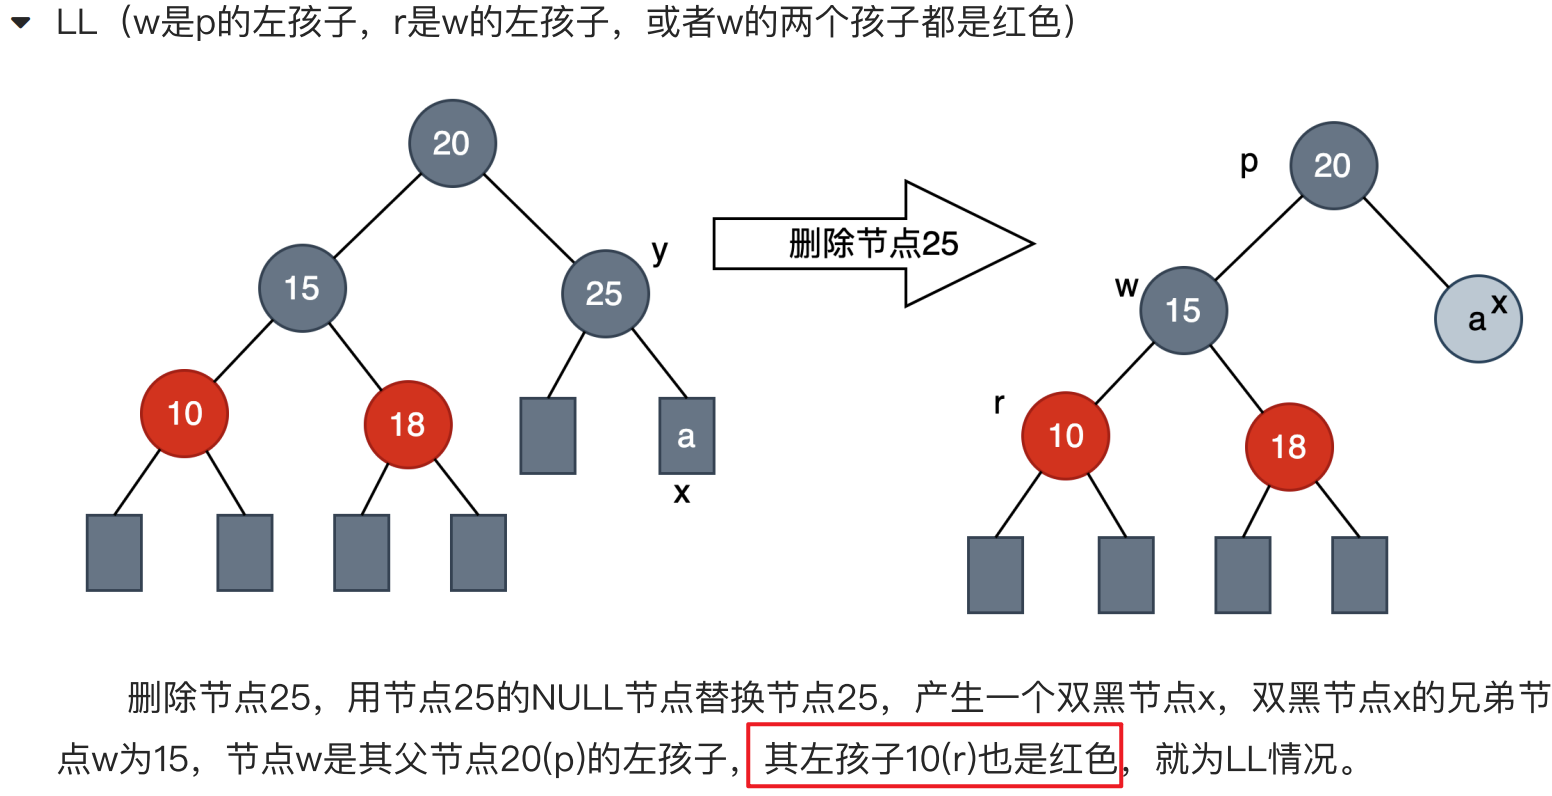 LL（w是p的左孩子，r是w的左孩子，或者w的两个孩子都是红色）
20
15
25
y
10
18
a
x
删除节点25
p
20
w
15
a
x
r
10
18
删除节点25，用节点25的NULL节点替换节点25，产生一个双黑节点x，双黑节点x的兄弟节
点w为15，节点w是其父节点20(p)的左孩子，其左孩子10(r)也是红色，就为LL情况。